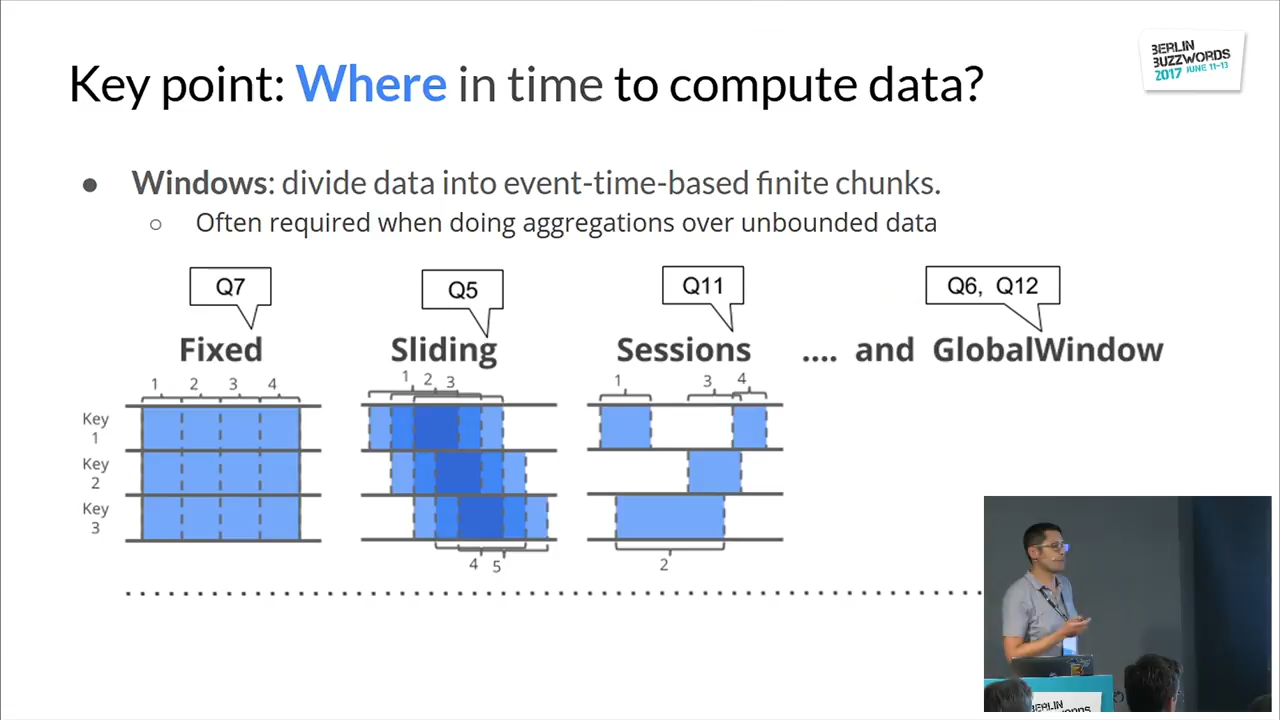 BERLIN
BUZZWORDS
2017 JUNE 11-13
Key point: Where in time to compute data?
● Windows: divide data into event-time-based finite chunks.
○ Often required when doing aggregations over unbounded data
Q7
Q5
Q11
Q6, Q12
Fixed
Sliding
Sessions
.... and GlobalWindow
1 2 3 4
1 2 3
1 3 4
Key
1
Key
2
Key
3
4 5
2
BERLIN